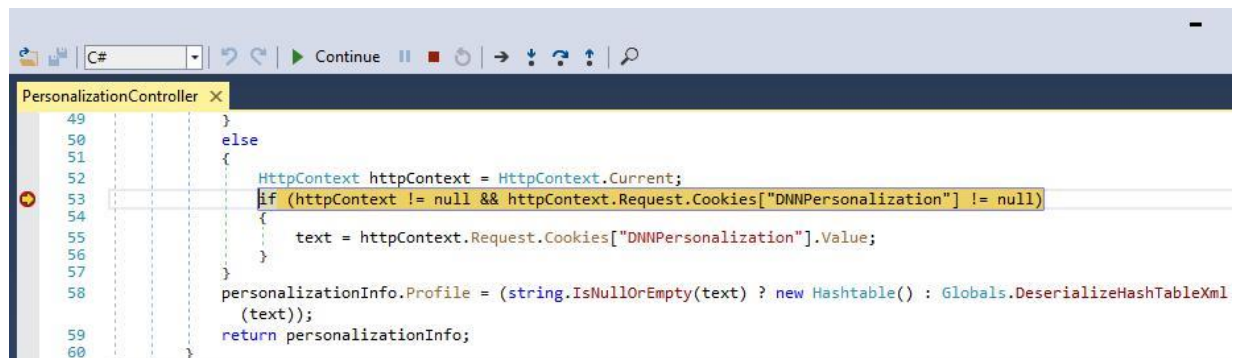 C# Continue
PersonalizationController
49 }
50 else
51 {
52 HttpContext httpContext = HttpContext.Current;
53 if (httpContext != null && httpContext.Request.Cookies["DNNPersonalization"] != null)
54 {
55 text = httpContext.Request.Cookies["DNNPersonalization"].Value;
56 }
57 }
58 personalizationInfo.Profile = (string.IsNullOrEmpty(text) ? new Hashtable() : Globals.DeserializeHashTableXml
(text));
59 return personalizationInfo;
60 }